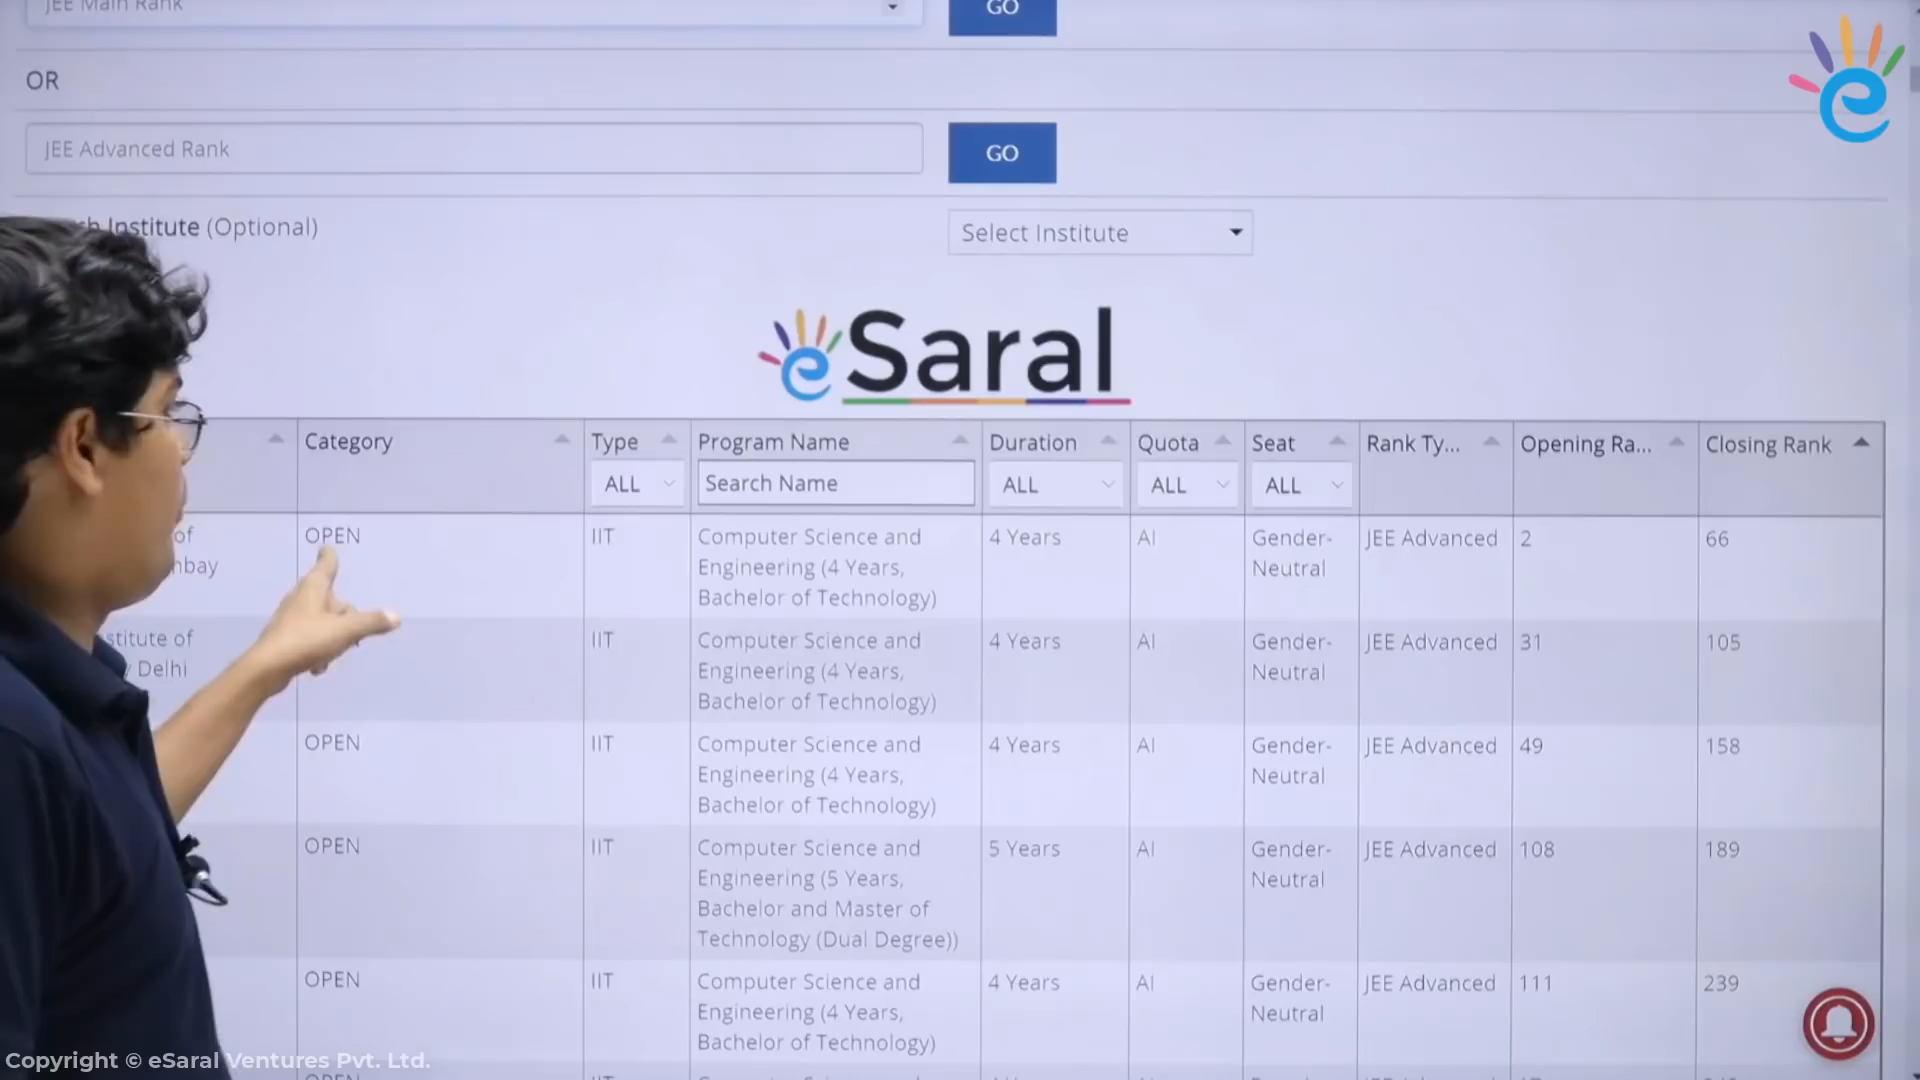 JEE Main Rank
GO
OR
JEE Advanced Rank
GO
Institute (Optional)
Select Institute
e
eSaral
Category Type Program Name Duration Quota Seat Rank Ty... Opening Ra... Closing Rank
ALL Search Name ALL ALL ALL
of OPEN IIT Computer Science and 4 Years AI Gender- JEE Advanced 2 66
Engineering (4 Years, Neutral
Bachelor of Technology)
of IIT Computer Science and 4 Years AI Gender- JEE Advanced 31 105
Delhi Engineering (4 Years, Neutral
Bachelor of Technology)
OPEN IIT Computer Science and 4 Years AI Gender- JEE Advanced 49 158
Engineering (4 Years, Neutral
Bachelor of Technology)
OPEN IIT Computer Science and 5 Years AI Gender- JEE Advanced 108 189
Engineering (5 Years, Neutral
Bachelor and Master of
Technology (Dual Degree))
OPEN IIT Computer Science and 4 Years AI Gender- JEE Advanced 111 239
Engineering (4 Years, Neutral
Bachelor of Technology)
Copyright © eSaral Ventures Pvt. Ltd.